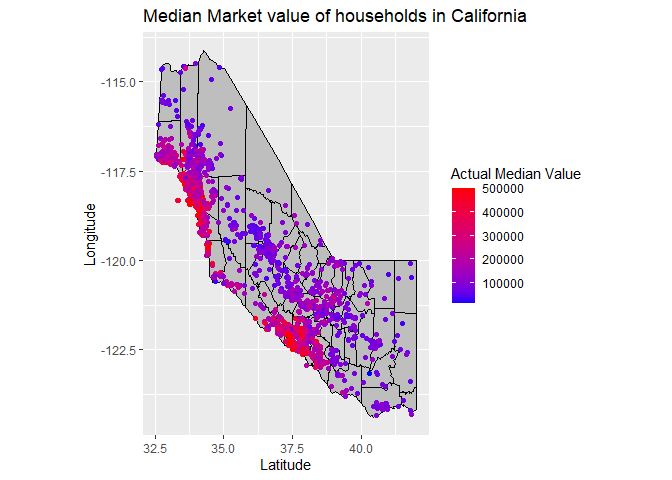 Median Market value of households in California
-115.0
-117.5
-120.0
-122.5
Longitude
32.5 35.0 37.5 40.0
Latitude
Actual Median Value
500000
400000
300000
200000
100000